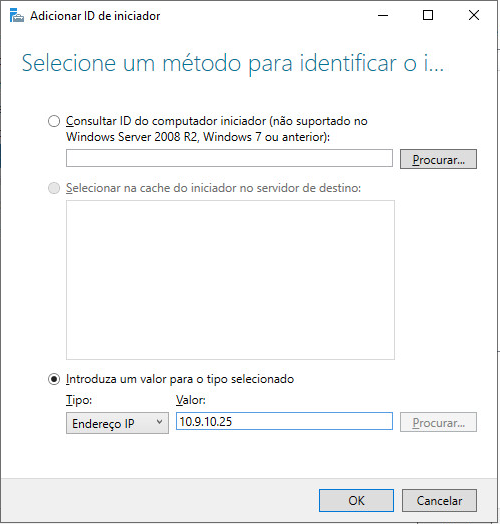 Adicionar ID de iniciador
Selecione um método para identificar o i...
Consultar ID do computador iniciador (não suportado no
Windows Server 2008 R2, Windows 7 ou anterior):
Procurar...
Selecionar na cache do iniciador no servidor de destino:
Introduza um valor para o tipo selecionado
Tipo: Valor:
Endereço IP 10.9.10.25 Procurar...
OK Cancelar